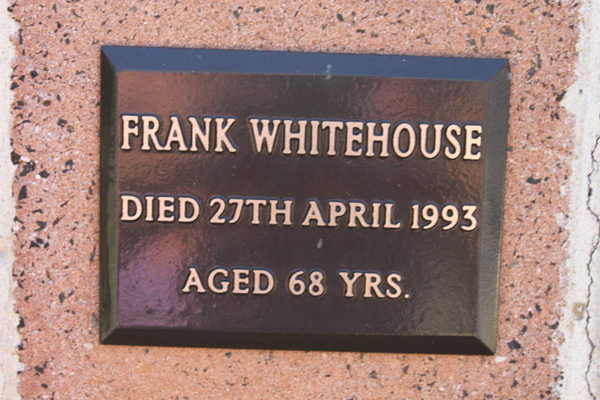 FRANK WHITEHOUSE
DIED 27TH APRIL 1993
AGED 68 YRS.